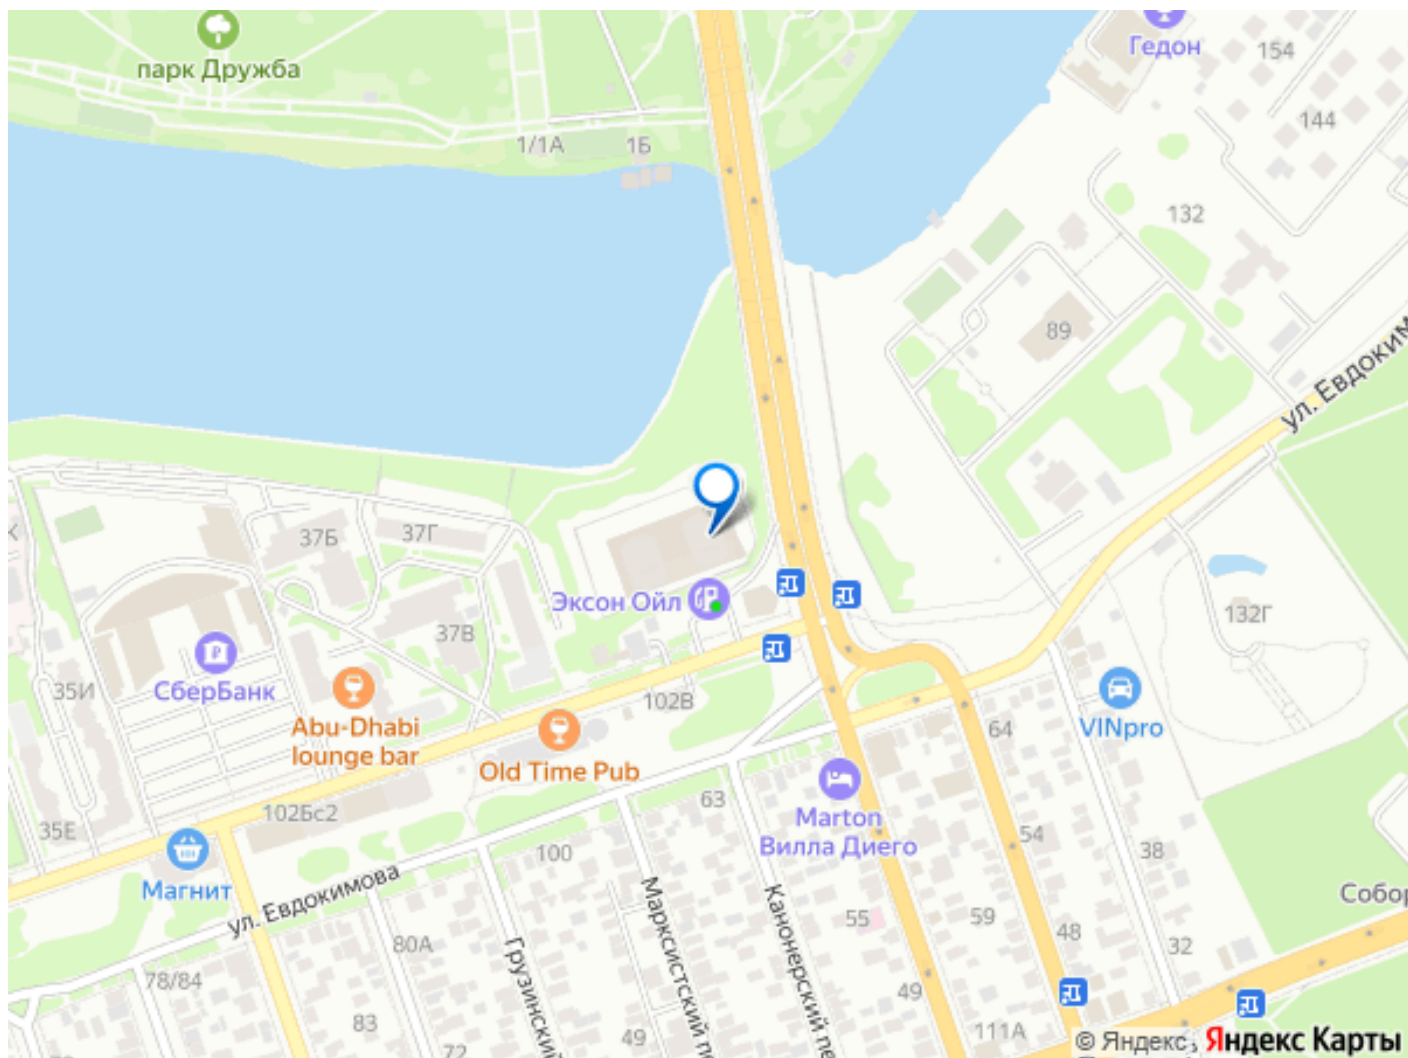 Гедон
154
парк Дружба
144
1/1А
1Б
132
89
ул. Евдоким
37Б
37Г
Эксон Ойл
132Г
37В
СберБанк
35И
102В
Abu-Dhabi
lounge bar
64
VINpro
Old Time Pub
63
102Бс2
Marton
Вилла Диего
35Е
54
38
100
Магнит
ул. Евдокимова
Марксистский п
Канонерский пе
Собор
55
59
80А
48
32
Грузинский
78/84
49
83
49
111А
72
© Яндекс, Яндекс Карты